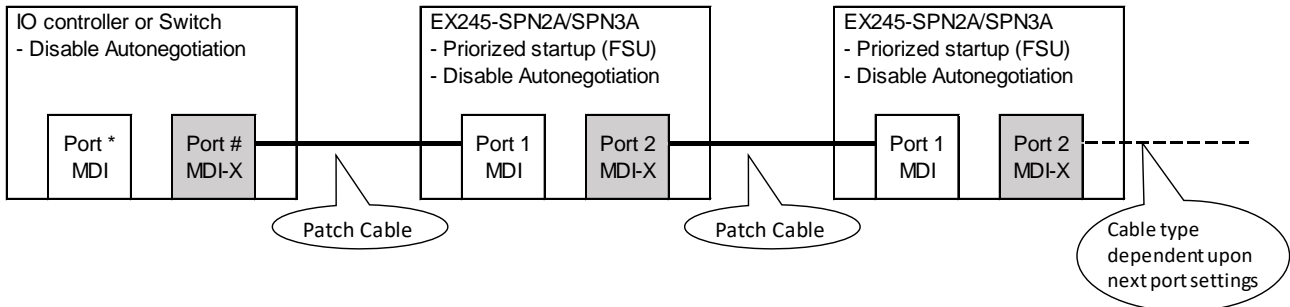 IO controller or Switch
- Disable Autonegotiation
Port *
MDI
Port #
MDI-X
EX245-SPN2A/SPN3A
- Priorized startup (FSU)
- Disable Autonegotiation
Port 1
MDI
Port 2
MDI-X
EX245-SPN2A/SPN3A
- Priorized startup (FSU)
- Disable Autonegotiation
Port 1
MDI
Port 2
MDI-X
Patch Cable
Patch Cable
Cable type
dependent upon
next port settings